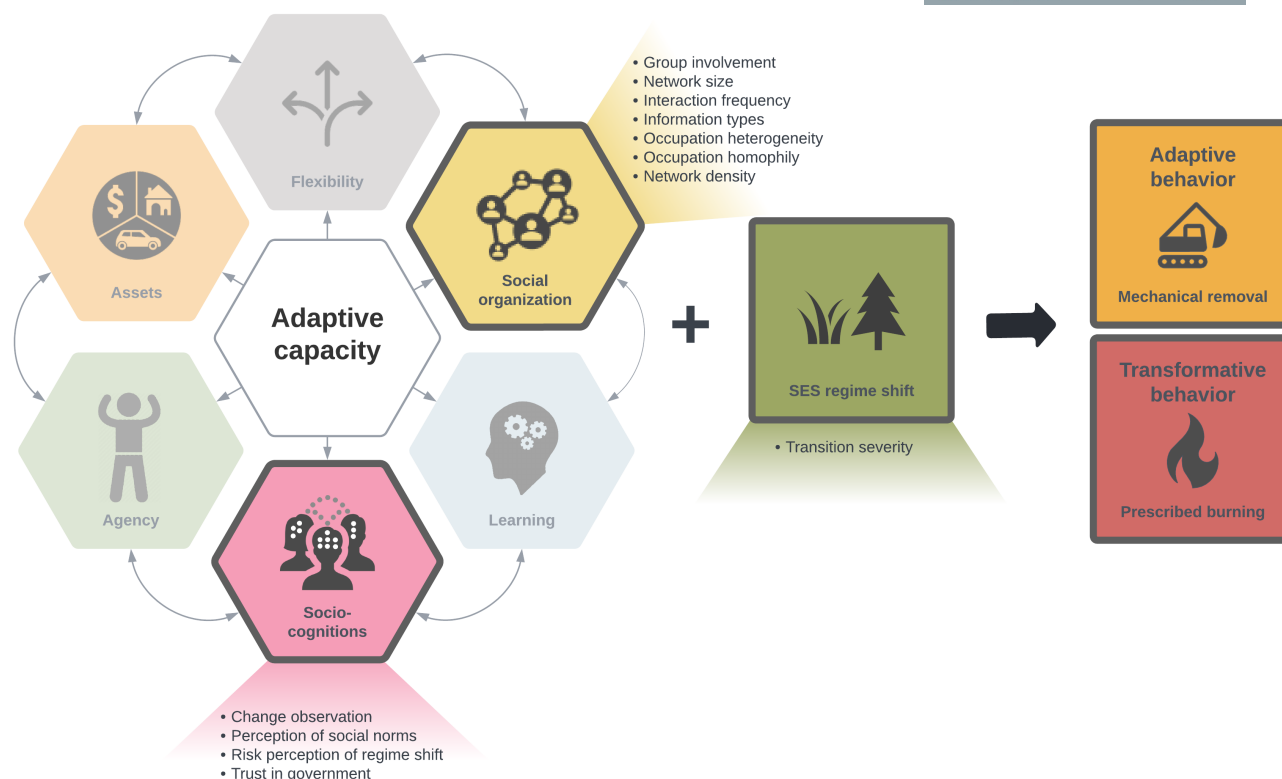 Flexibility
Assets
Social
organization
Adaptive
capacity
Agency
Learning
Socio-
cognitions
• Group involvement
• Network size
• Interaction frequency
• Information types
• Occupation heterogeneity
• Occupation homophily
• Network density
• Change observation
• Perception of social norms
• Risk perception of regime shift
• Trust in government
+
SES regime shift
• Transition severity
Adaptive
behavior
Mechanical removal
Transformative
behavior
Prescribed burning
$